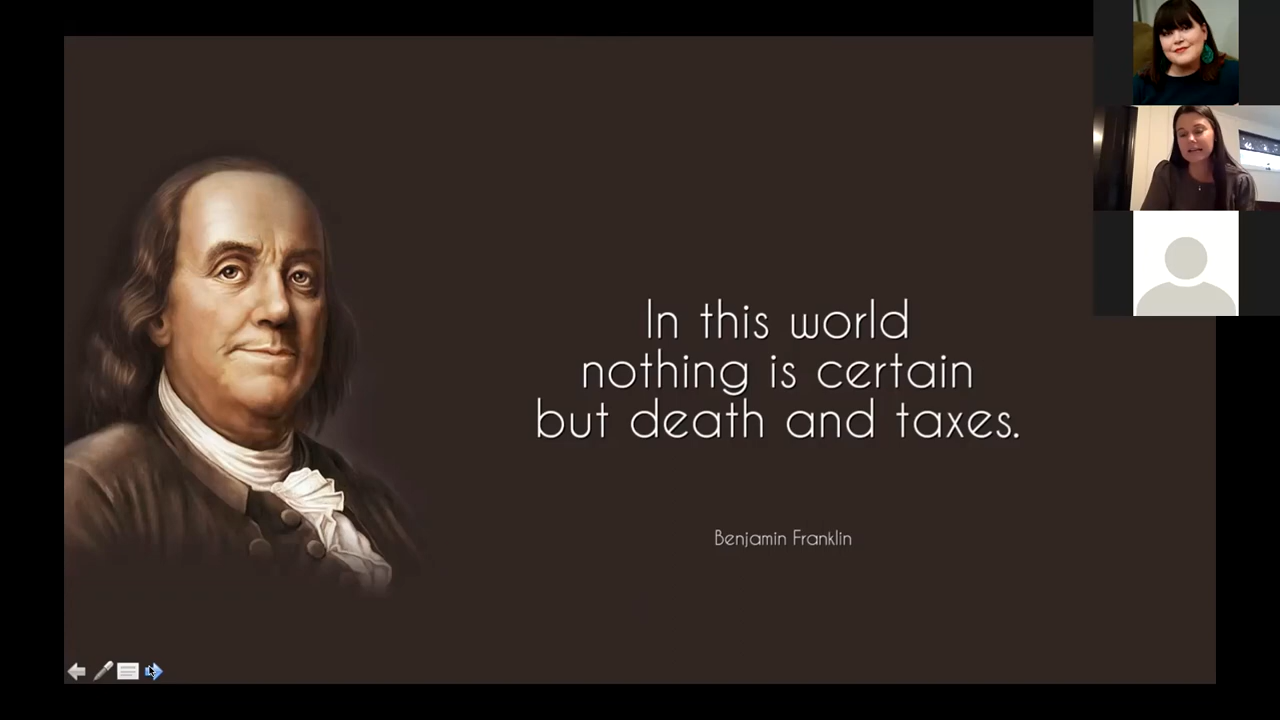 In this world
nothing is certain
but death and taxes.
Benjamin Franklin